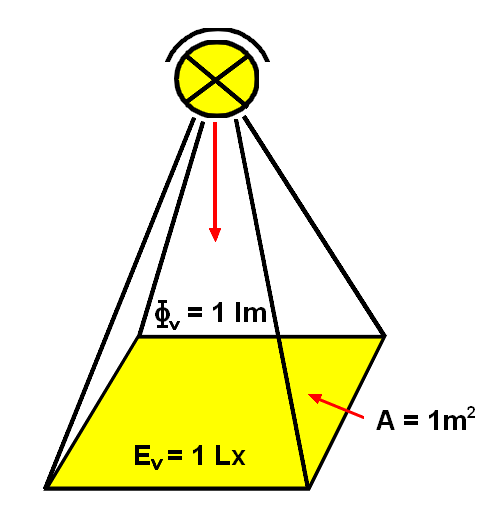 Φᵥ = 1 lm
A = 1m²
Eᵥ = 1 Lx